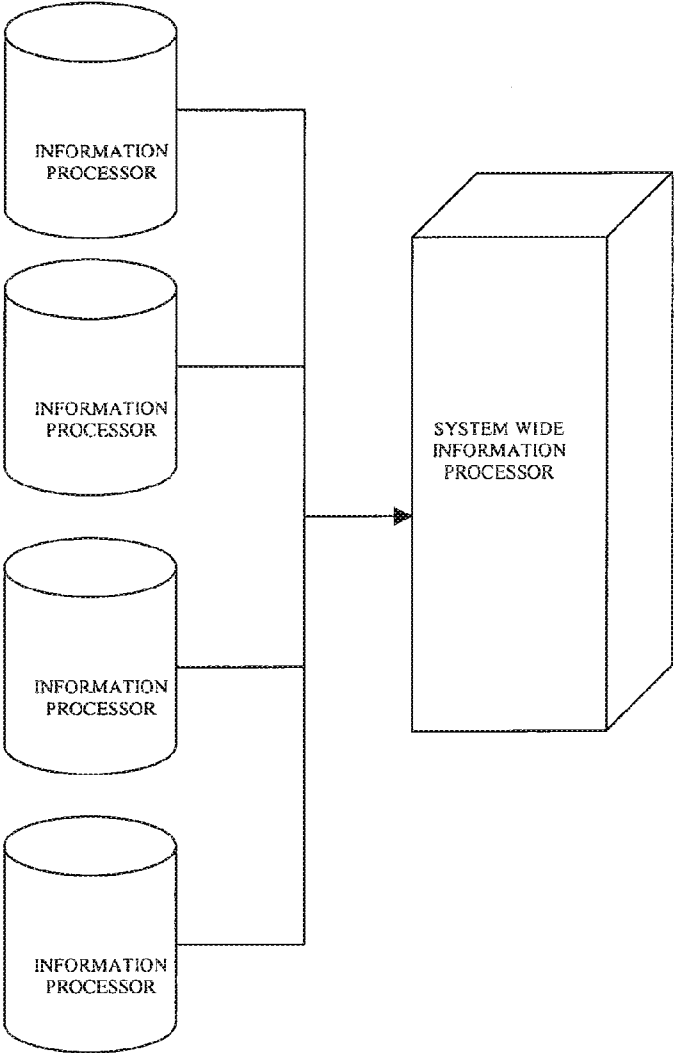 INFORMATION
PROCESSOR
INFORMATION
PROCESSOR
SYSTEM WIDE
INFORMATION
PROCESSOR
INFORMATION
PROCESSOR
INFORMATION
PROCESSOR